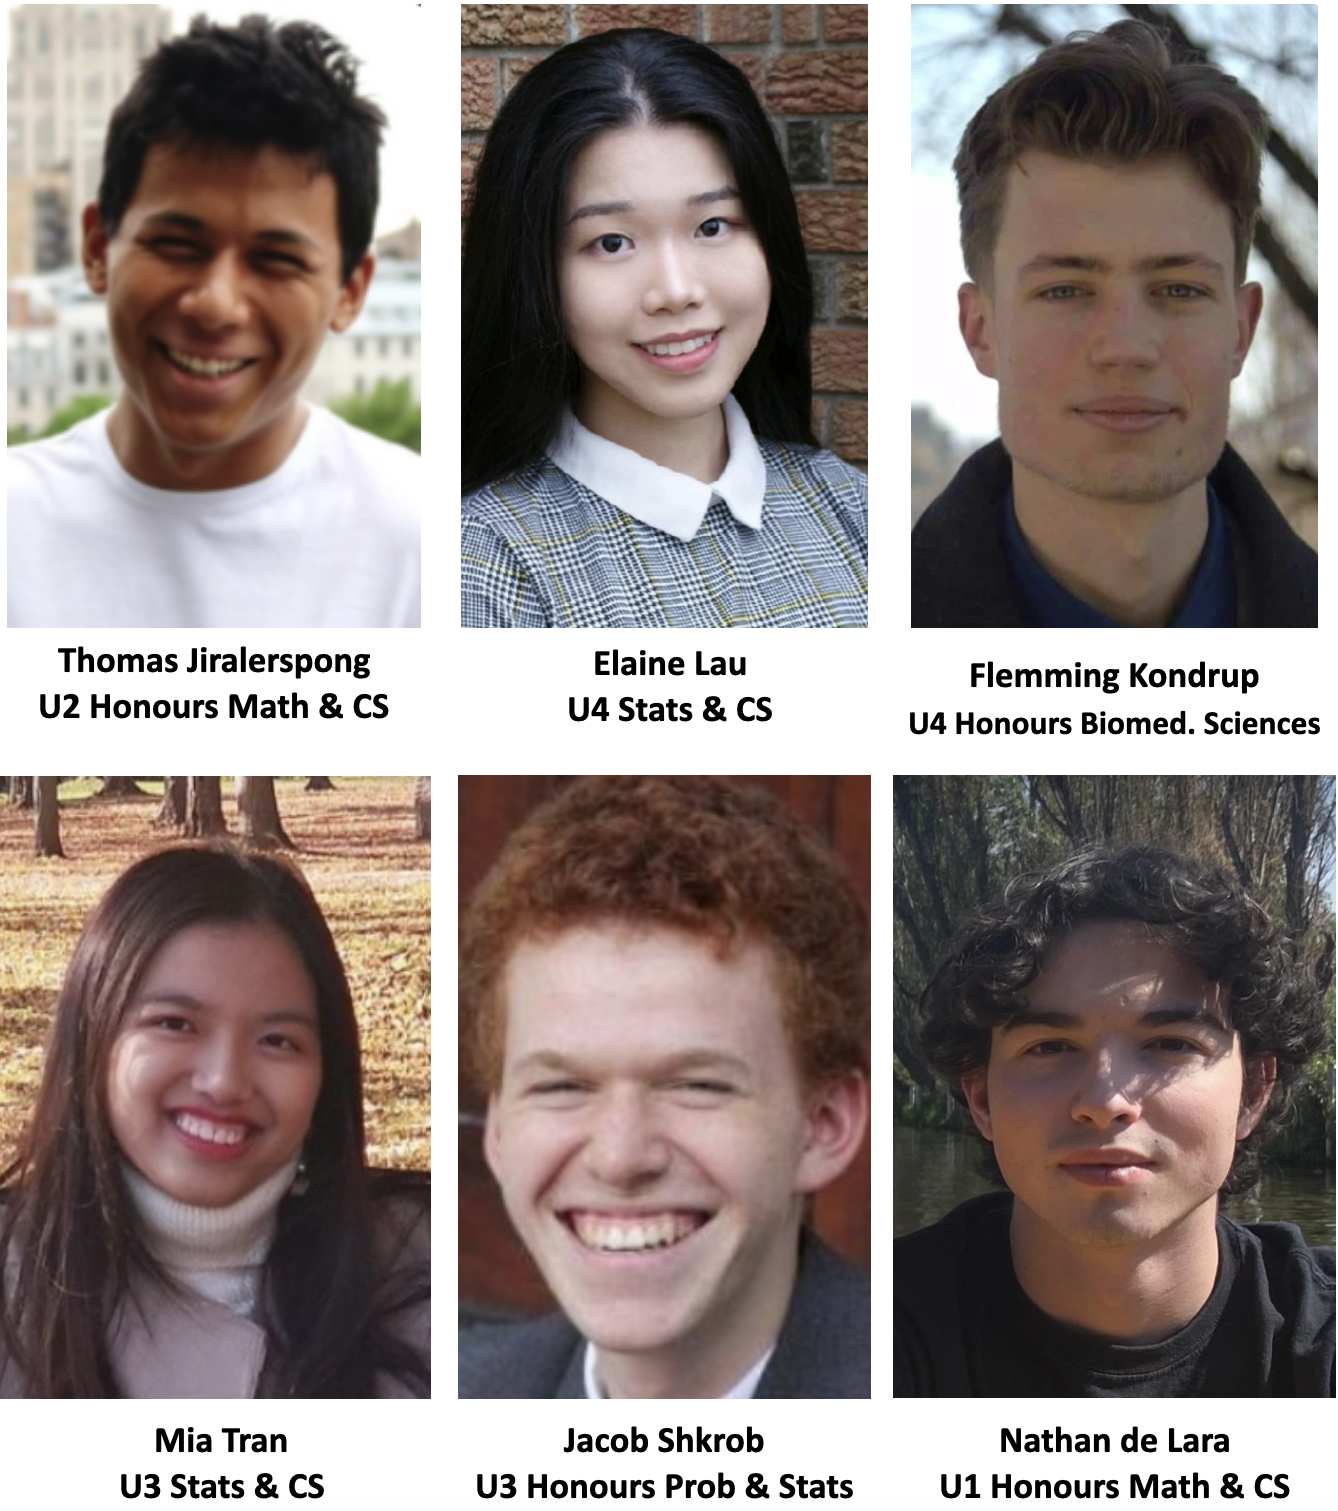 Thomas Jiralerspong
U2 Honours Math & CS
Elaine Lau
U4 Stats & CS
Flemming Kondrup
U4 Honours Biomed. Sciences
Mia Tran
U3 Stats & CS
Jacob Shkrob
U3 Honours Prob & Stats
Nathan de Lara
U1 Honours Math & CS